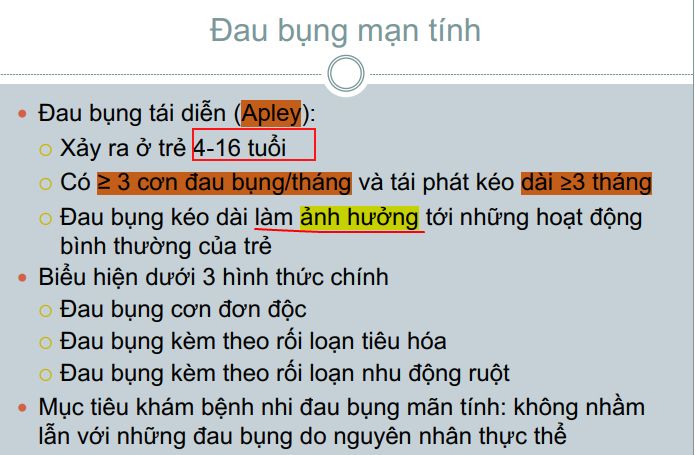 Đau bụng mạn tính
Đau bụng tái diễn (Apley):
Xảy ra ở trẻ 4-16 tuổi
Có ≥ 3 cơn đau bụng/tháng và tái phát kéo dài ≥3 tháng
Đau bụng kéo dài làm ảnh hưởng tới những hoạt động
bình thường của trẻ
Biểu hiện dưới 3 hình thức chính
Đau bụng cơn đơn độc
Đau bụng kèm theo rối loạn tiêu hóa
Đau bụng kèm theo rối loạn nhu động ruột
Mục tiêu khám bệnh nhi đau bụng mãn tính: không nhầm
lẫn với những đau bụng do nguyên nhân thực thể